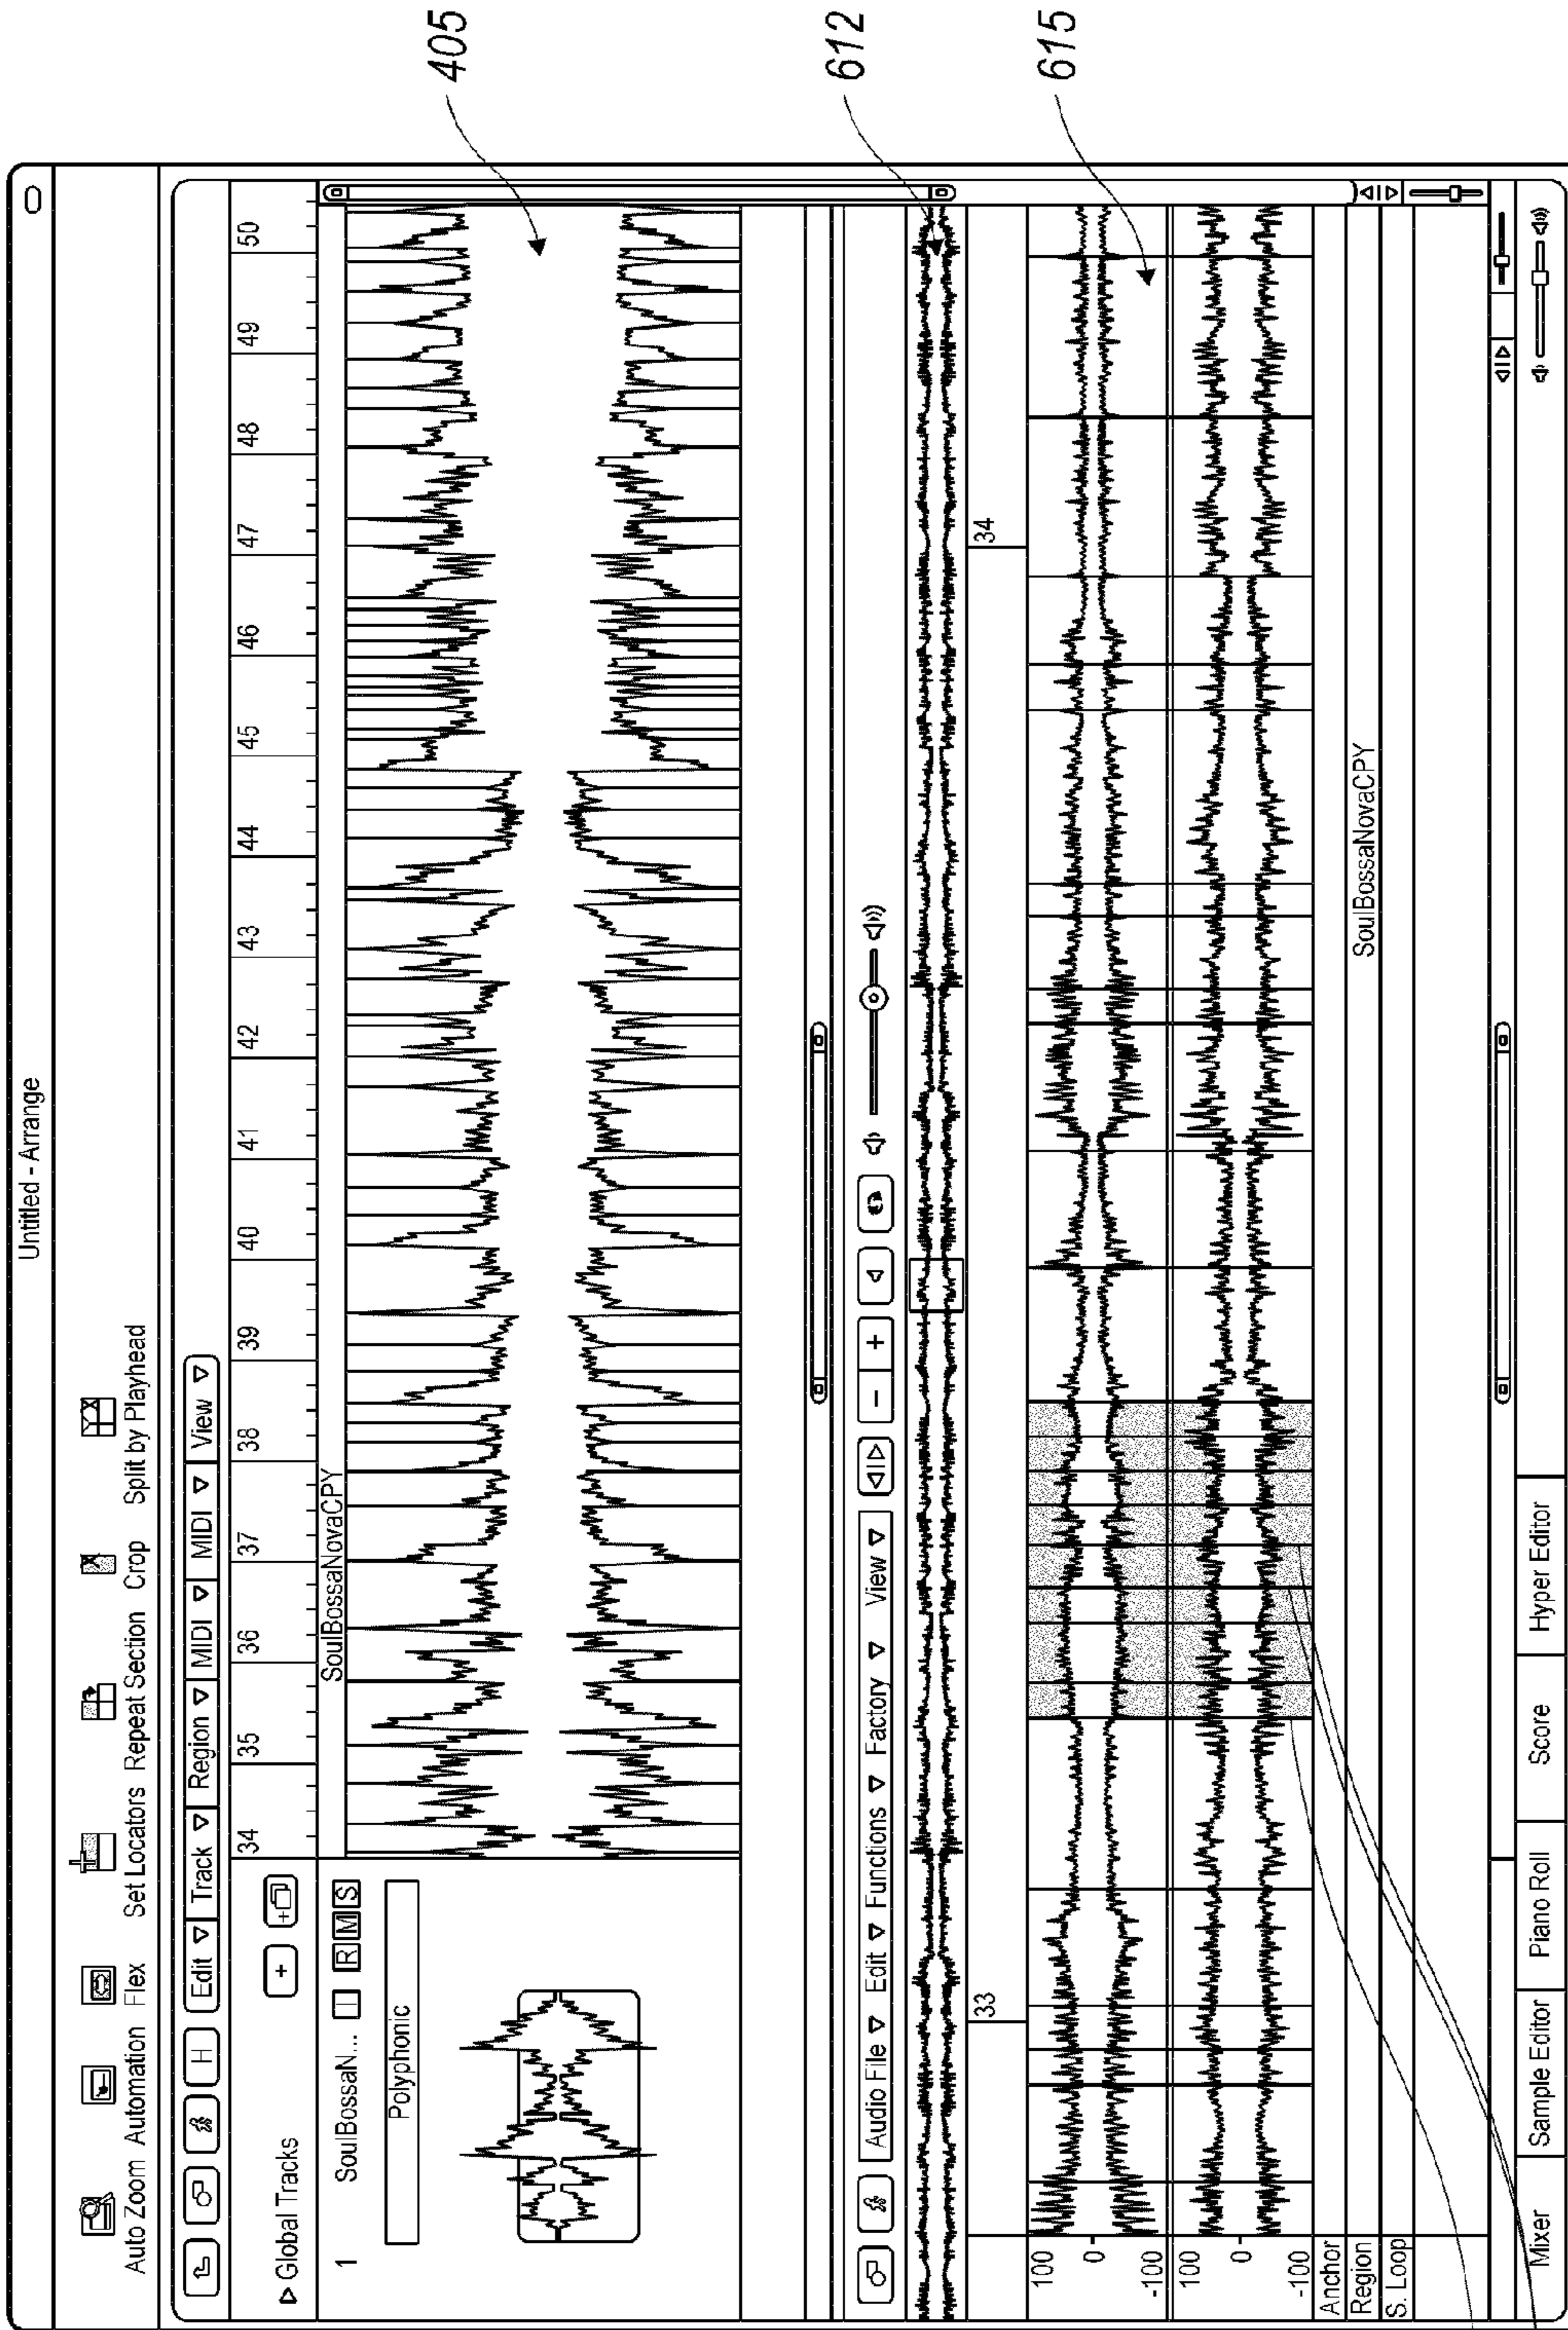 Untitled - Arrange
Auto Zoom Automation Flex Set Locators Repeat Section Crop Split by Playhead
H Edit Track Region MIDI MIDI View
Global Tracks + +
34 35 36 37 38 39 40 41 42 43 44 45 46 47 48 49 50
SoulBossaNovaCPY
1 SoulBossaN... I R M S
Polyphonic
405
Audio File Edit Functions Factory View − +
612
33 34
100
0
-100
100
0
-100
615
Anchor
Region SoulBossaNovaCPY
S. Loop
Mixer Sample Editor Piano Roll Score Hyper Editor